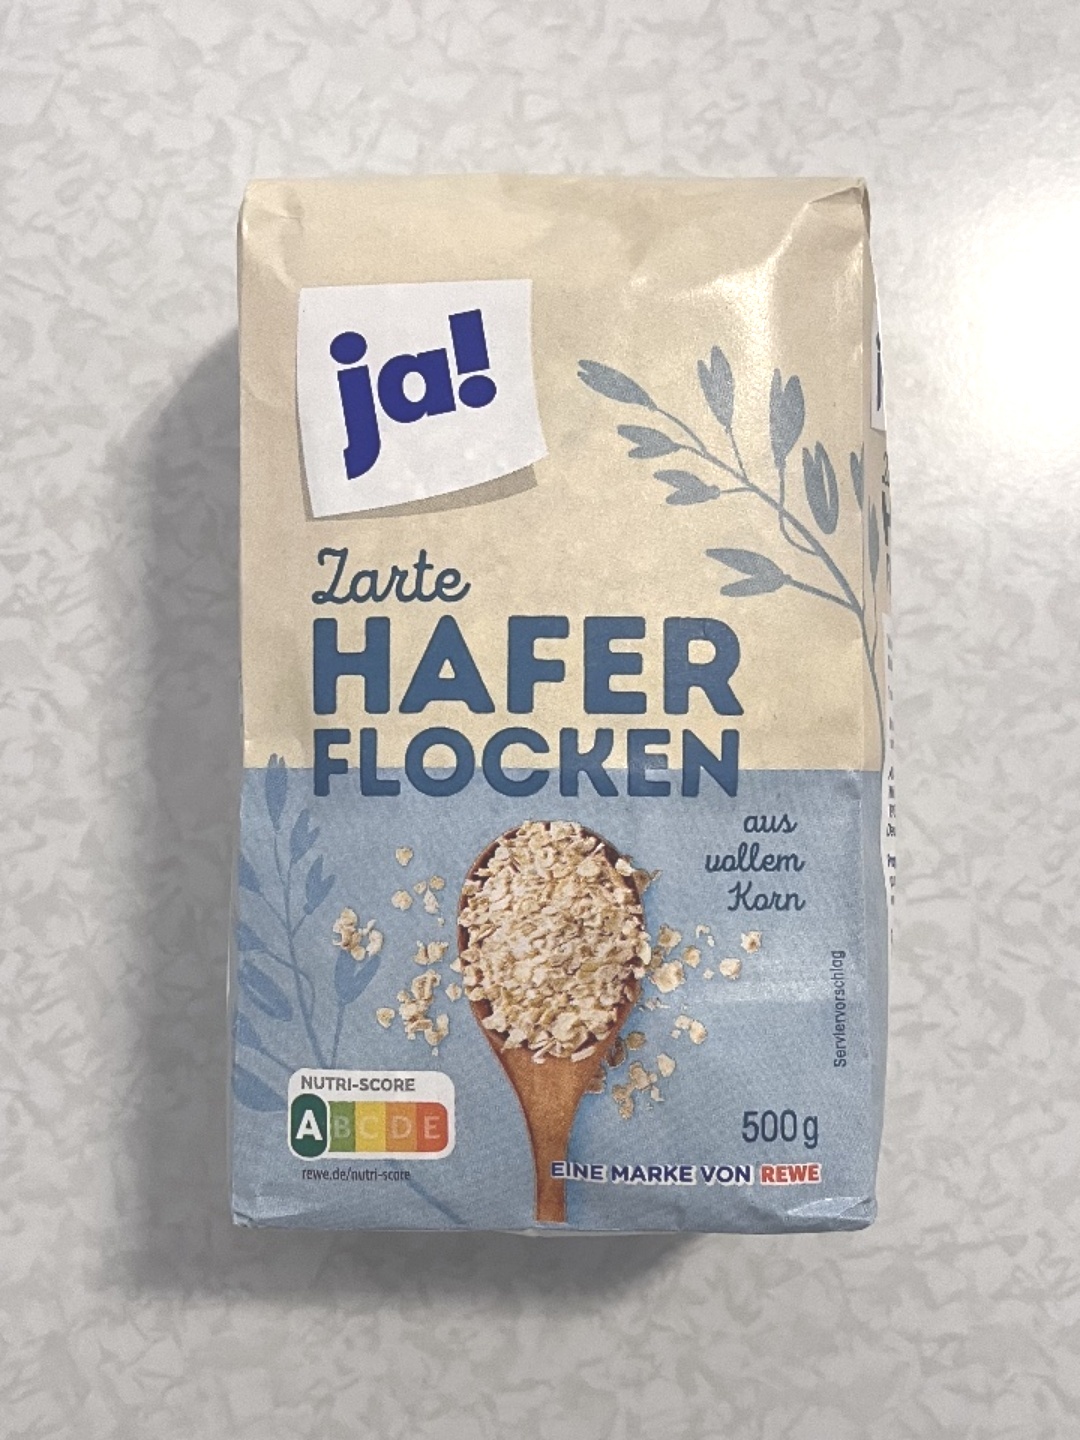 ja!
Zarte
HAFER
FLOCKEN
aus
vollem
Korn
Serviervorschlag
NUTRI-SCORE
A B C D E
rewe.de/nutri-score
500g
EINE MARKE VON REWE